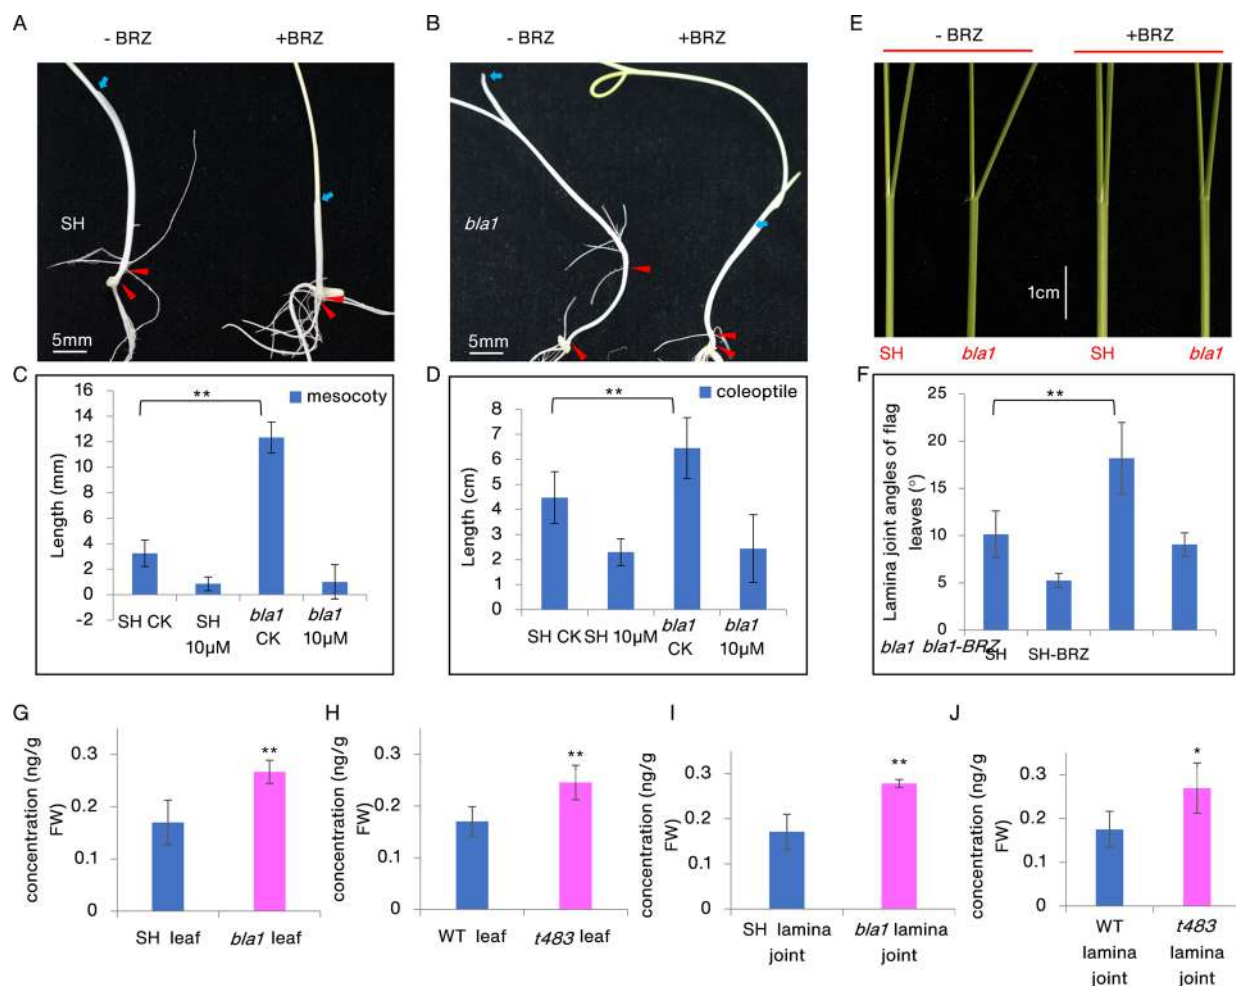 A
- BRZ
+BRZ
SH
5mm
B
- BRZ
+BRZ
bla1
5mm
E
- BRZ
+BRZ
1cm
SH
bla1
SH
bla1
C
16
14
12
10
8
6
4
2
0
-2
Length (mm)
**
mesocoty
SH CK
SH
10μM
bla1
CK
bla1
10μM
D
8
7
6
5
4
3
2
1
0
Length (cm)
**
coleoptile
SH CK
SH 10μM
bla1
CK
bla1
10μM
F
25
20
15
10
5
0
Lamina joint angles of flag
leaves (°)
**
bla1 bla1-BRZ
SH
SH-BRZ
G
concentration (ng/g
FW)
0.3
0.2
0.1
0
**
SH leaf
bla1 leaf
H
concentration (ng/g
FW)
0.3
0.2
0.1
0
**
WT leaf
t483 leaf
I
concentration (ng/g
FW)
0.3
0.2
0.1
0
**
SH lamina
joint
bla1 lamina
joint
J
concentration (ng/g
FW)
0.3
0.2
0.1
0
*
WT
lamina
joint
t483
lamina
joint